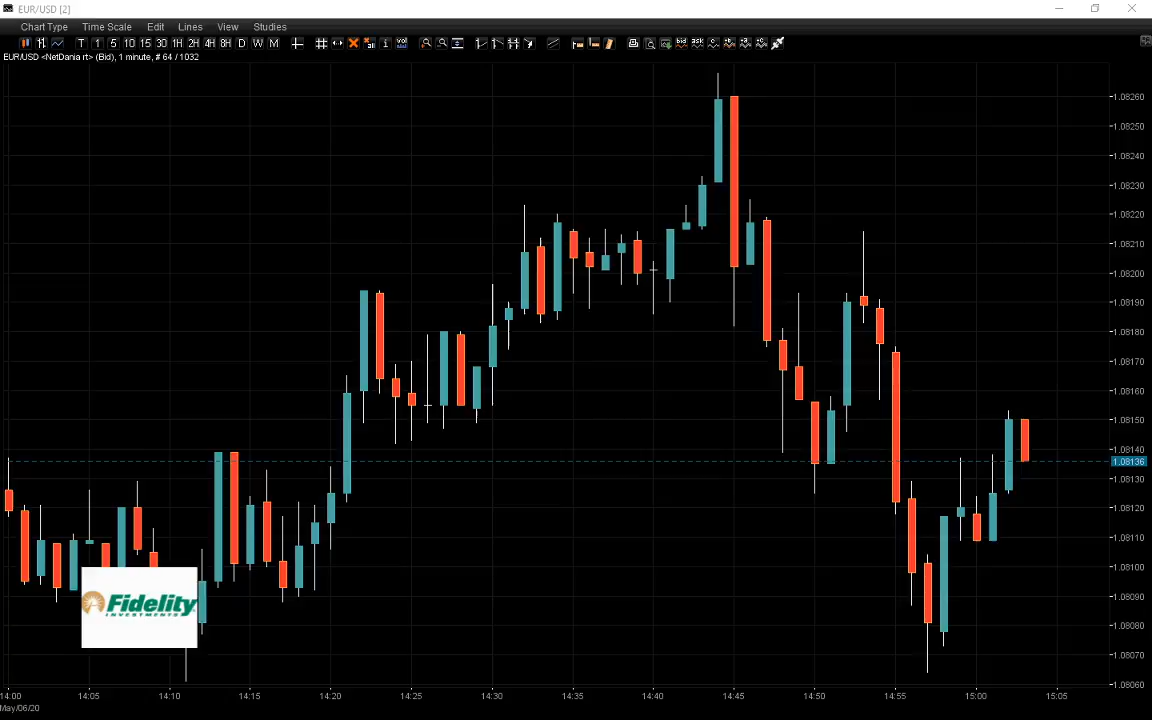 EUR/USD [2]
Chart Type Time Scale Edit Lines View Studies
T 1 5 10 15 30 1H 2H 4H 8H D W M
EUR/USD <NetDania rt> (Bid), 1 minute, # 64 / 1032
1.08260
1.08250
1.08240
1.08230
1.08220
1.08210
1.08200
1.08190
1.08180
1.08170
1.08160
1.08150
1.08140
1.08136
1.08130
1.08120
1.08110
1.08100
1.08090
1.08080
1.08070
1.08060
Fidelity
INVESTMENTS
14:00 14:05 14:10 14:15 14:20 14:25 14:30 14:35 14:40 14:45 14:50 14:55 15:00 15:05
May/06/20